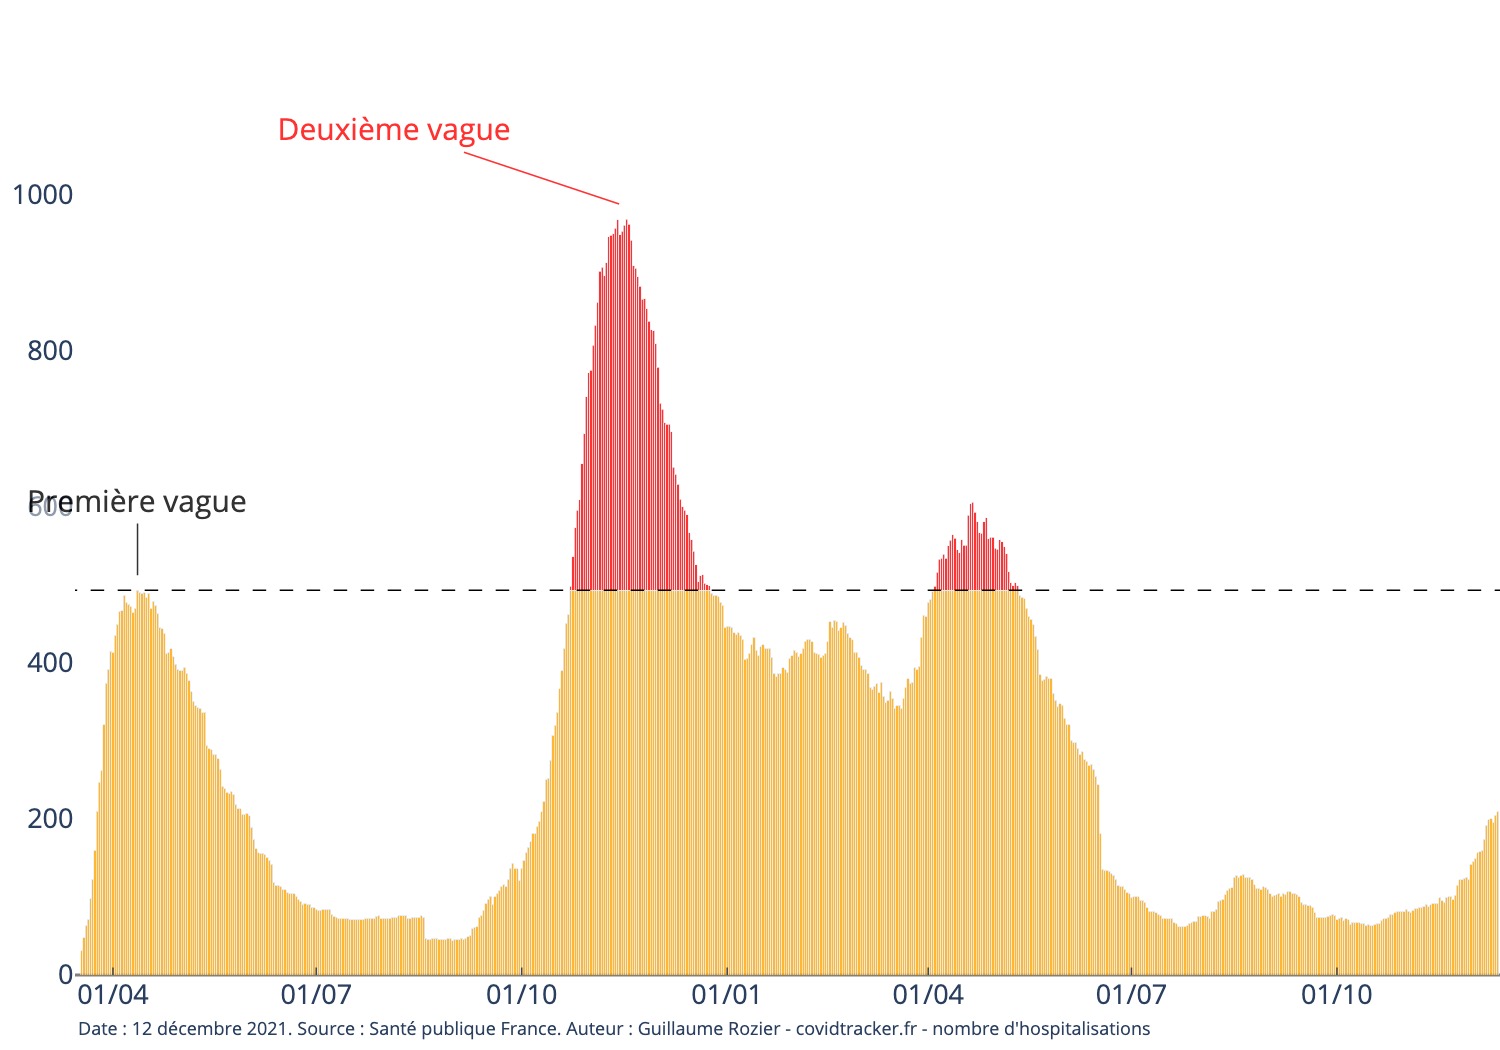 Deuxième vague
1000
800
Première vague
600
400
200
0
01/04 01/07 01/10 01/01 01/04 01/07 01/10
Date : 12 décembre 2021. Source : Santé publique France. Auteur : Guillaume Rozier - covidtracker.fr - nombre d'hospitalisations